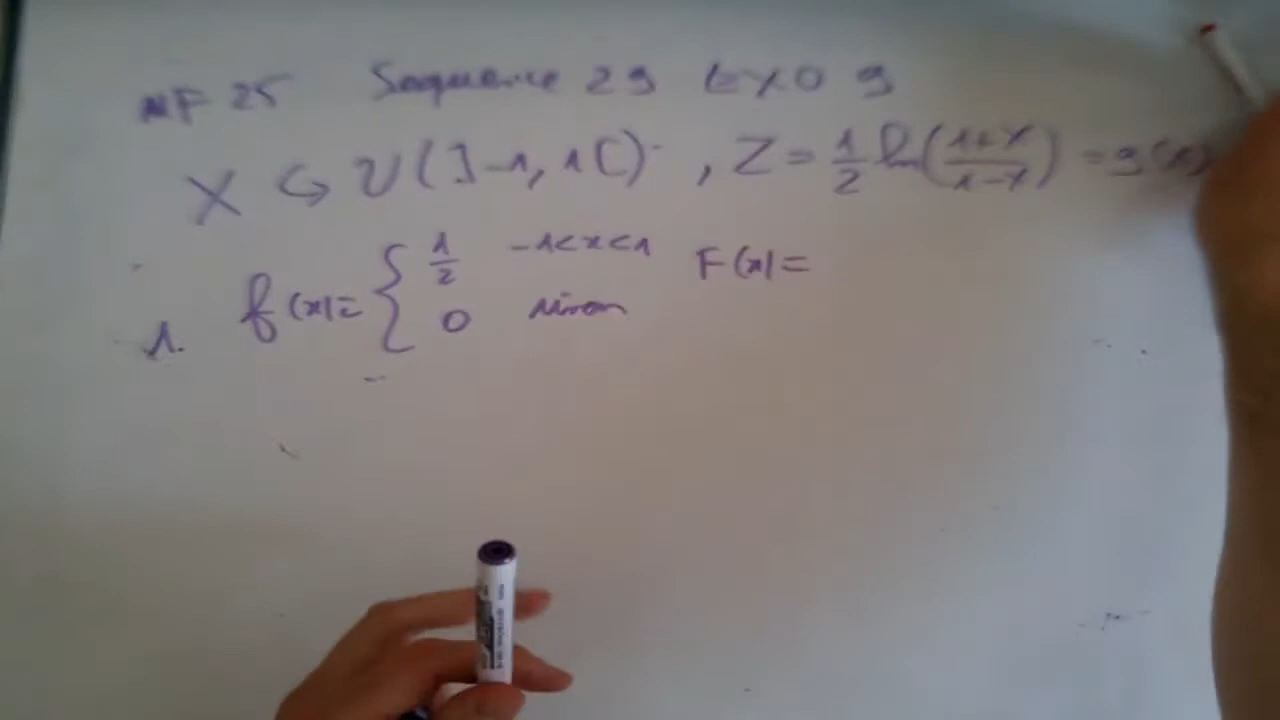 MF 25 Sequence 29 Exo 9
X ↪ U(]-1, 1[) , Z = 1/2 ln(1+X/1-X) = g(X)
1. f(x) = { 1/2 -1<x<1 F(x) =
0 sinon